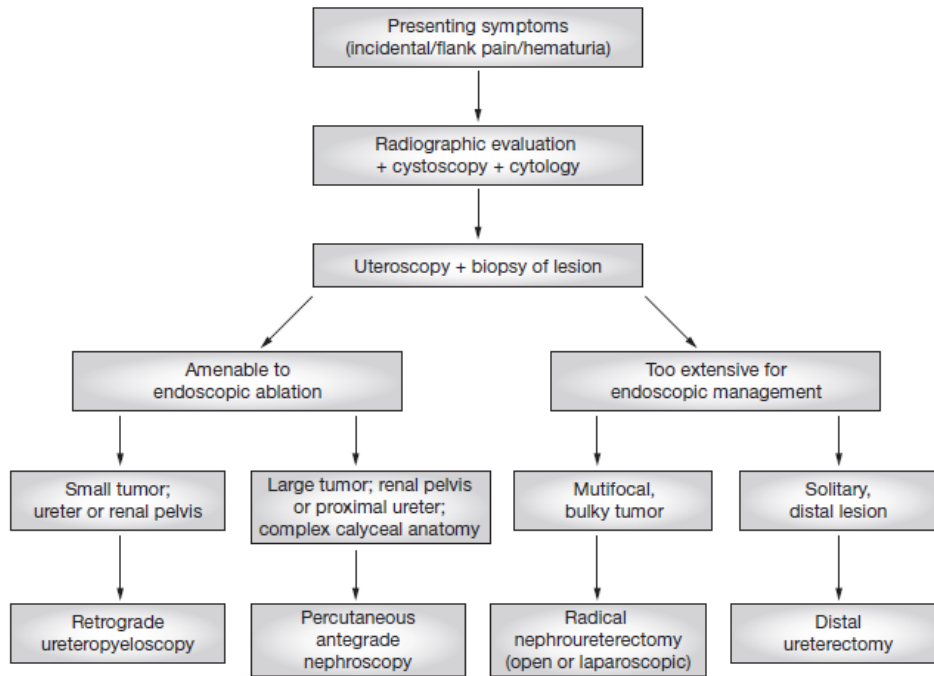 Presenting symptoms
(incidental/flank pain/hematuria)
Radiographic evaluation
+ cystoscopy + cytology
Uteroscopy + biopsy of lesion
Amenable to
endoscopic ablation
Too extensive for
endoscopic management
Small tumor;
ureter or renal pelvis
Large tumor; renal pelvis
or proximal ureter;
complex calyceal anatomy
Mutifocal,
bulky tumor
Solitary,
distal lesion
Retrograde
ureteropyeloscopy
Percutaneous
antegrade
nephroscopy
Radical
nephroureterectomy
(open or laparoscopic)
Distal
ureterectomy